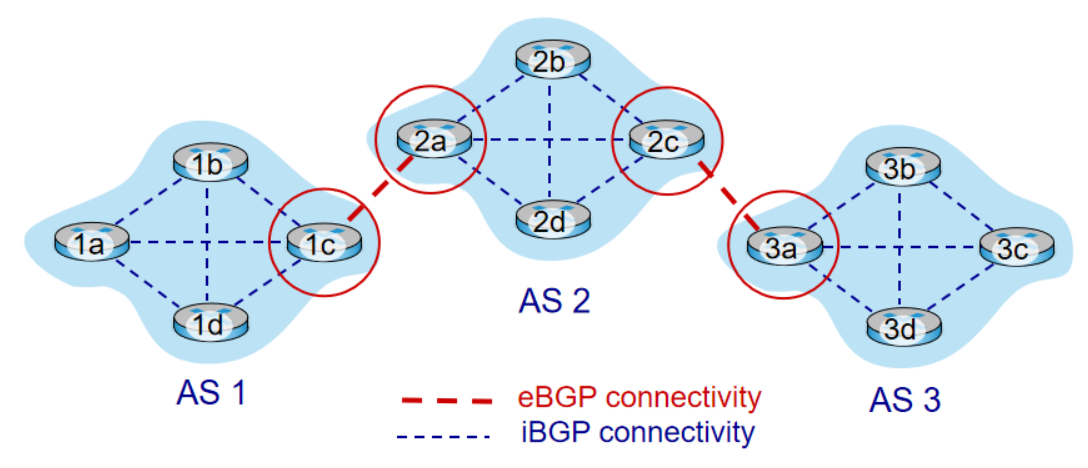 2b
2a
2c
2d
AS 2
1b
1a
1c
1d
AS 1
3b
3a
3c
3d
AS 3
eBGP connectivity
iBGP connectivity